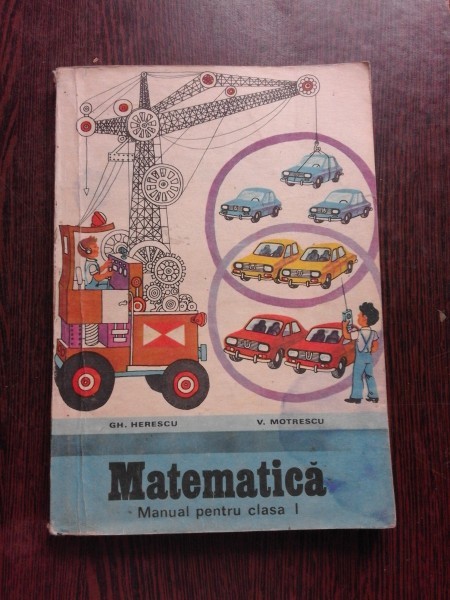 GH. HERESCU V. MOTRESCU
Matematică
Manual pentru clasa I